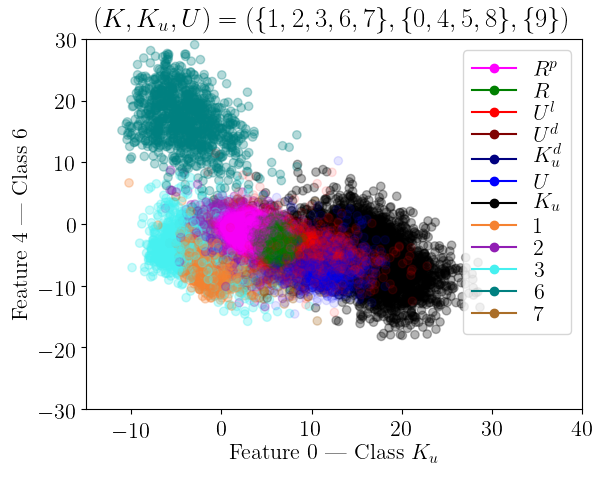 (K, K_u, U) = ({1, 2, 3, 6, 7}, {0, 4, 5, 8}, {9})
30
20
10
0
−10
−20
−30
Feature 4 — Class 6
R^p
R
U^l
U^d
K_u^d
U
K_u
1
2
3
6
7
−10
0
10
20
30
40
Feature 0 — Class K_u